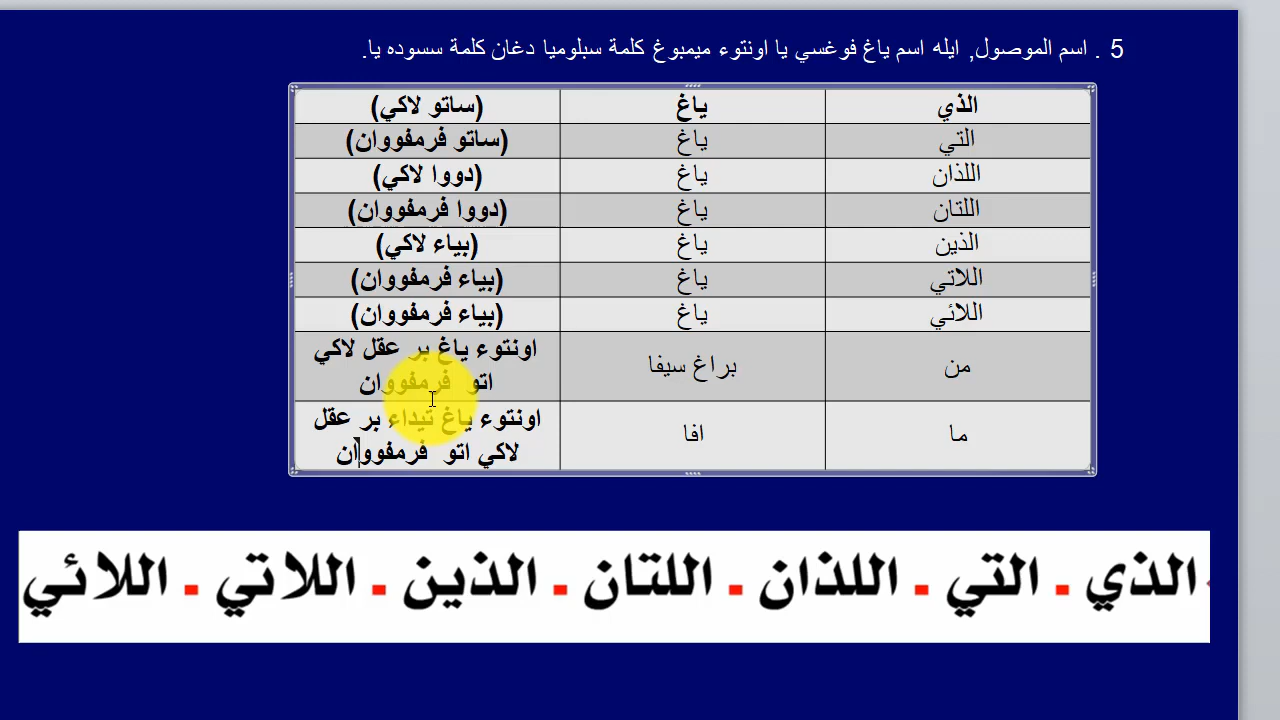 5 . اسم الموصول, ايله اسم ياغ فوغسي يا اونتوء ميمبوغ كلمة سبلوميا دغان كلمة سسوده يا.
الذي ياغ (ساتو لاكي)
التي ياغ (ساتو فرمفووان)
اللذان ياغ (دووا لاكي)
اللتان ياغ (دووا فرمفووان)
الذين ياغ (بياء لاكي)
اللاتي ياغ (بياء فرمفووان)
اللائي ياغ (بياء فرمفووان)
من براغ سيفا اونتوء ياغ بر عقل لاكي
اتو فرمفووان
ما افا اونتوء ياغ تيداء بر عقل
لاكي اتو فرمفووان
الذي . التي . اللذان . اللتان . الذين . اللاتي . اللائي